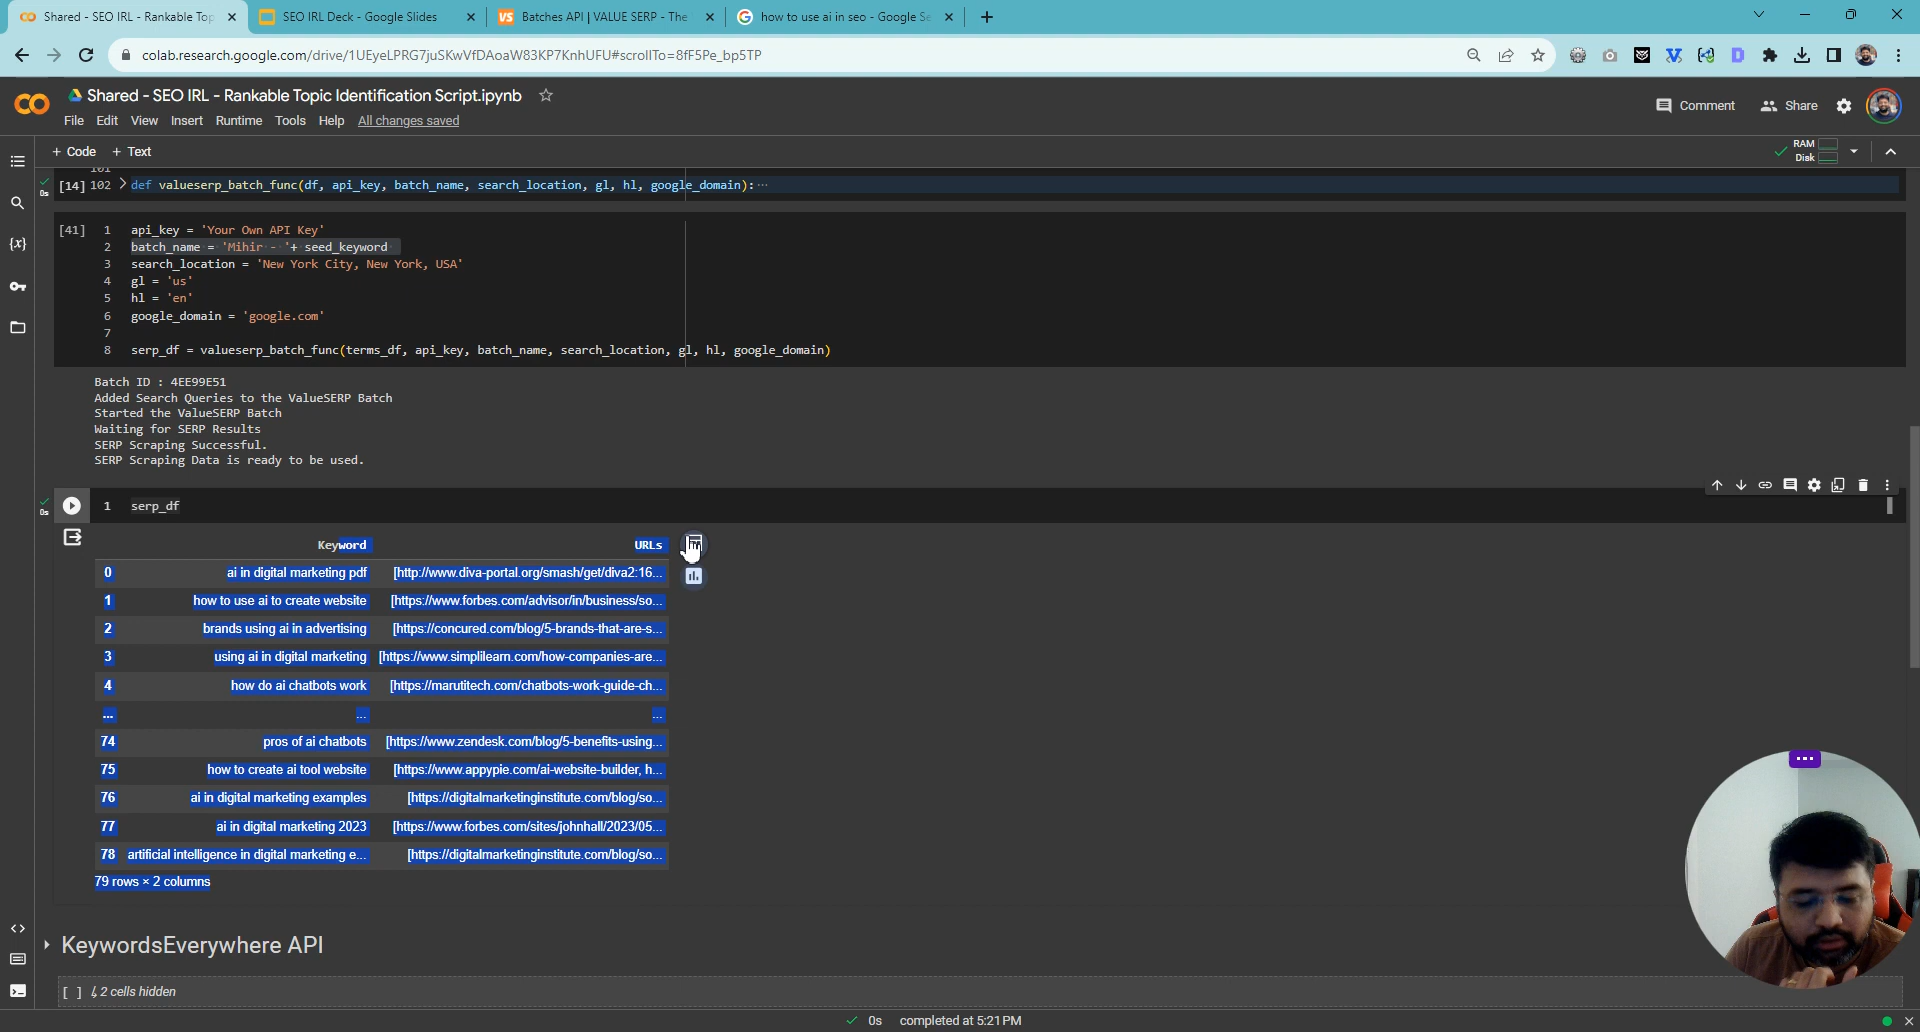 Shared - SEO IRL - Rankable Top
SEO IRL Deck - Google Slides
Batches API | VALUE SERP - The
how to use ai in seo - Google Se
colab.research.google.com/drive/1UEyeLPRG7juSKwVfDAoaW83KP7KnhUFU#scrollTo=8fF5Pe_bp5TP
Shared - SEO IRL - Rankable Topic Identification Script.ipynb
Comment Share
File Edit View Insert Runtime Tools Help All changes saved
+ Code + Text
RAM
Disk
101
[14] 102 def valueserp_batch_func(df, api_key, batch_name, search_location, gl, hl, google_domain): ...
0s
[41] 1 api_key = 'Your Own API Key'
2 batch_name = 'Mihir - '+ seed_keyword
3 search_location = 'New York City, New York, USA'
4 gl = 'us'
5 hl = 'en'
6 google_domain = 'google.com'
7
8 serp_df = valueserp_batch_func(terms_df, api_key, batch_name, search_location, gl, hl, google_domain)
Batch ID : 4EE99E51
Added Search Queries to the ValueSERP Batch
Started the ValueSERP Batch
Waiting for SERP Results
SERP Scraping Successful.
SERP Scraping Data is ready to be used.
1 serp_df
0s
Keyword URLs
0 ai in digital marketing pdf [http://www.diva-portal.org/smash/get/diva2:16...
1 how to use ai to create website [https://www.forbes.com/advisor/in/business/so...
2 brands using ai in advertising [https://concured.com/blog/5-brands-that-are-s...
3 using ai in digital marketing [https://www.simplilearn.com/how-companies-are...
4 how do ai chatbots work [https://marutitech.com/chatbots-work-guide-ch...
... ... ...
74 pros of ai chatbots [https://www.zendesk.com/blog/5-benefits-using...
75 how to create ai tool website [https://www.appypie.com/ai-website-builder, h...
76 ai in digital marketing examples [https://digitalmarketinginstitute.com/blog/so...
77 ai in digital marketing 2023 [https://www.forbes.com/sites/johnhall/2023/05...
78 artificial intelligence in digital marketing e... [https://digitalmarketinginstitute.com/blog/so...
79 rows × 2 columns
KeywordsEverywhere API
[ ] ↳ 2 cells hidden
0s completed at 5:21 PM